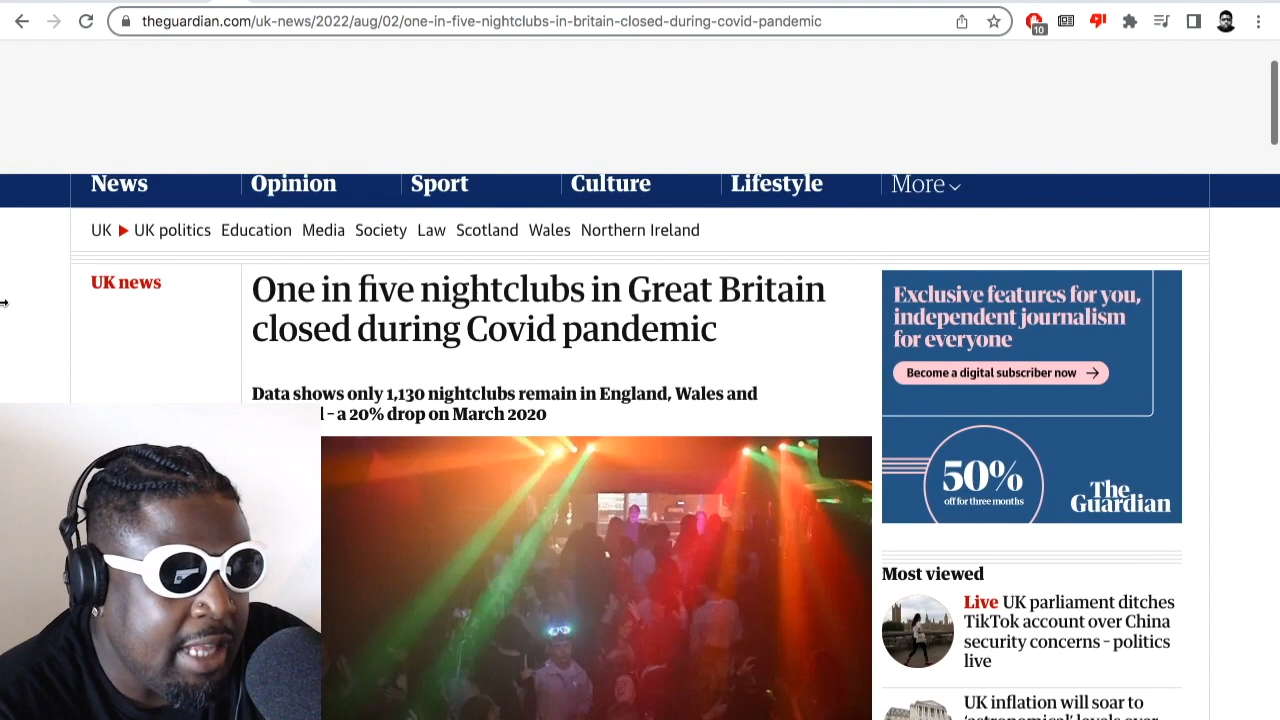 theguardian.com/uk-news/2022/aug/02/one-in-five-nightclubs-in-britain-closed-during-covid-pandemic
10
News Opinion Sport Culture Lifestyle More
UK UK politics Education Media Society Law Scotland Wales Northern Ireland
UK news
One in five nightclubs in Great Britain
closed during Covid pandemic
Data shows only 1,130 nightclubs remain in England, Wales and
l – a 20% drop on March 2020
Exclusive features for you,
independent journalism
for everyone
Become a digital subscriber now
50%
off for three months
The
Guardian
Most viewed
Live UK parliament ditches
TikTok account over China
security concerns – politics
live
UK inflation will soar to
‘astronomical’ levels over